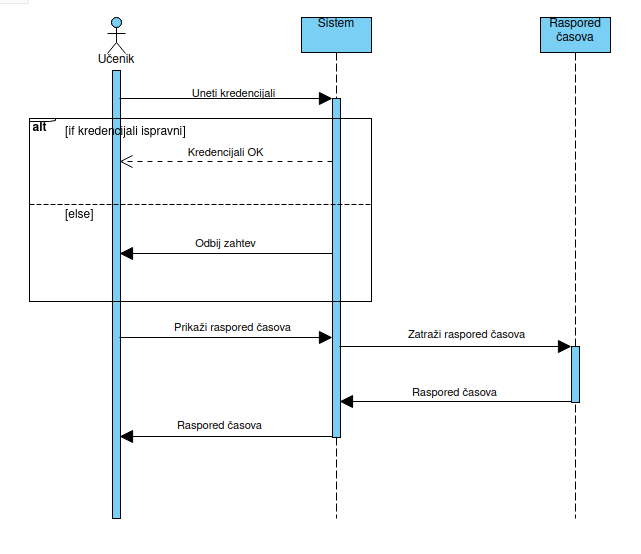 Sistem
Raspored
časova
Učenik
Uneti kredencijali
alt
[if kredencijali ispravni]
Kredencijali OK
[else]
Odbij zahtev
Prikaži raspored časova
Zatraži raspored časova
Raspored časova
Raspored časova